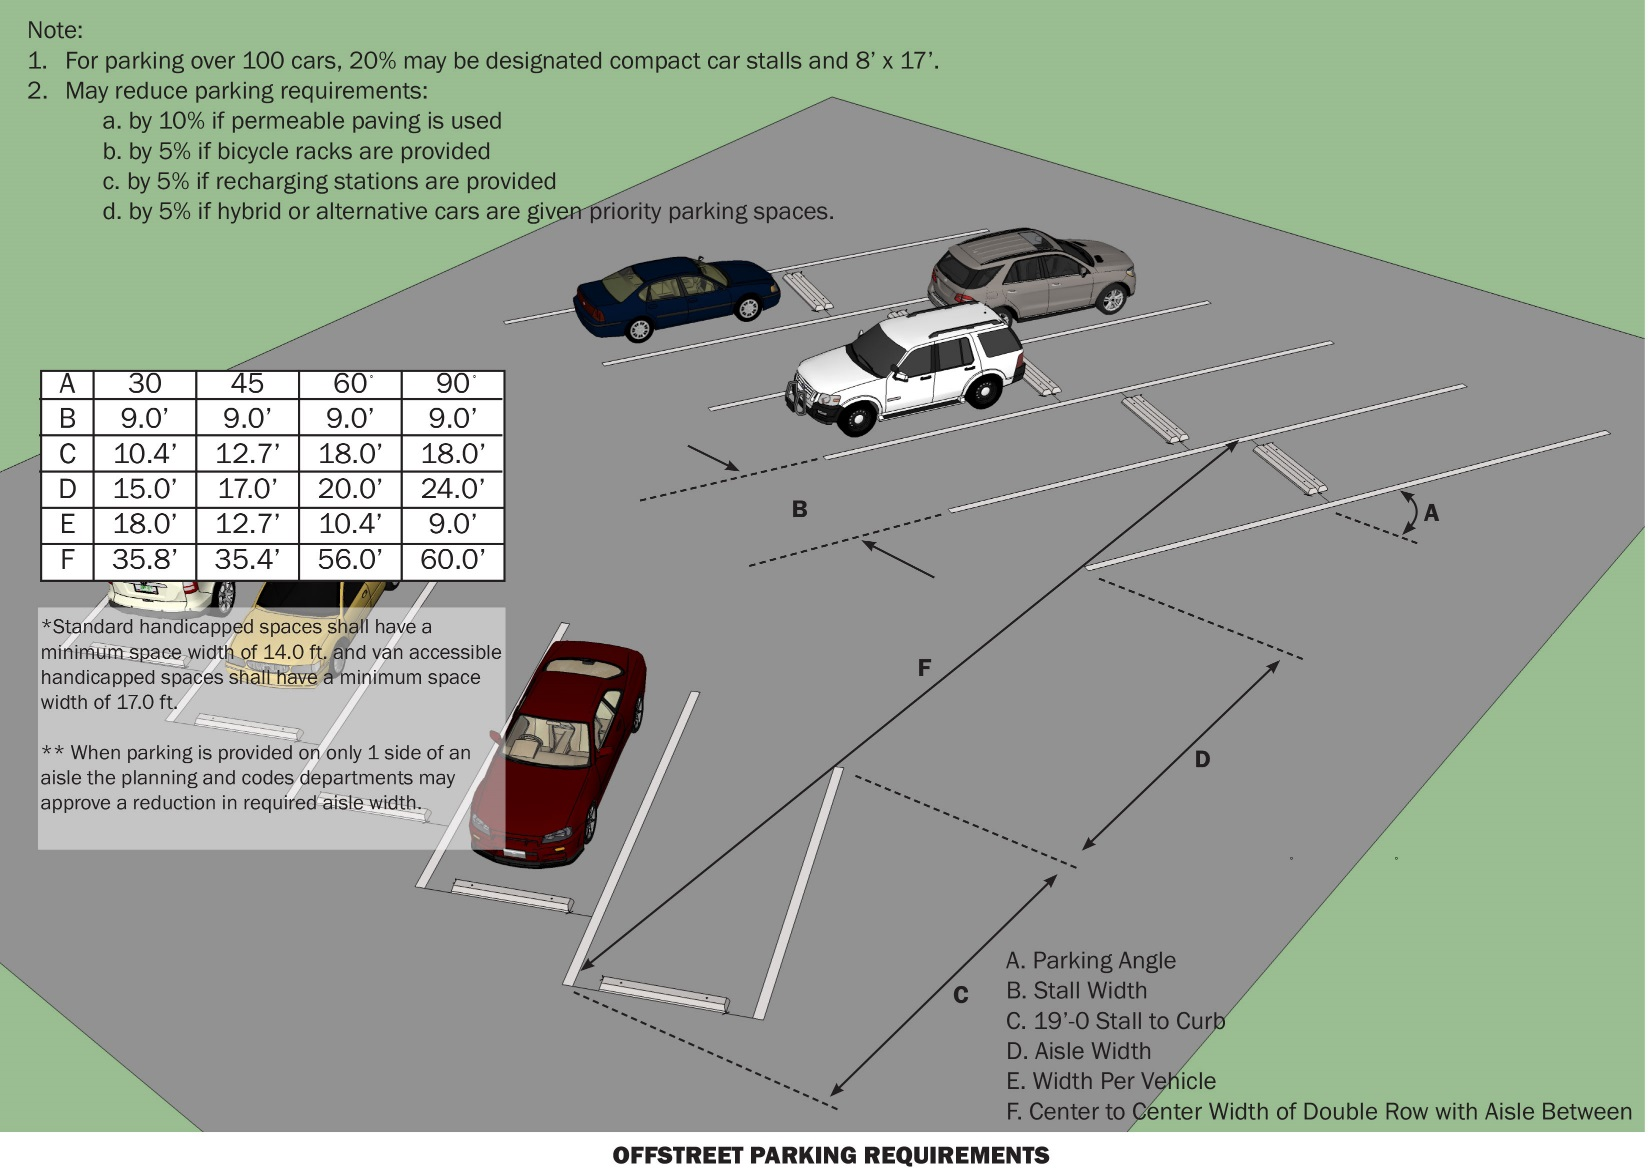 Note:
1. For parking over 100 cars, 20% may be designated compact car stalls and 8’ x 17’.
2. May reduce parking requirements:
a. by 10% if permeable paving is used
b. by 5% if bicycle racks are provided
c. by 5% if recharging stations are provided
d. by 5% if hybrid or alternative cars are given priority parking spaces.
A 30 45 60° 90°
B 9.0’ 9.0’ 9.0’ 9.0’
C 10.4’ 12.7’ 18.0’ 18.0’
D 15.0’ 17.0’ 20.0’ 24.0’
E 18.0’ 12.7’ 10.4’ 9.0’
F 35.8’ 35.4’ 56.0’ 60.0’
*Standard handicapped spaces shall have a
minimum space width of 14.0 ft. and van accessible
handicapped spaces shall have a minimum space
width of 17.0 ft.
** When parking is provided on only 1 side of an
aisle the planning and codes departments may
approve a reduction in required aisle width.
B
A
F
D
C
A. Parking Angle
B. Stall Width
C. 19’-0 Stall to Curb
D. Aisle Width
E. Width Per Vehicle
F. Center to Center Width of Double Row with Aisle Between
OFFSTREET PARKING REQUIREMENTS